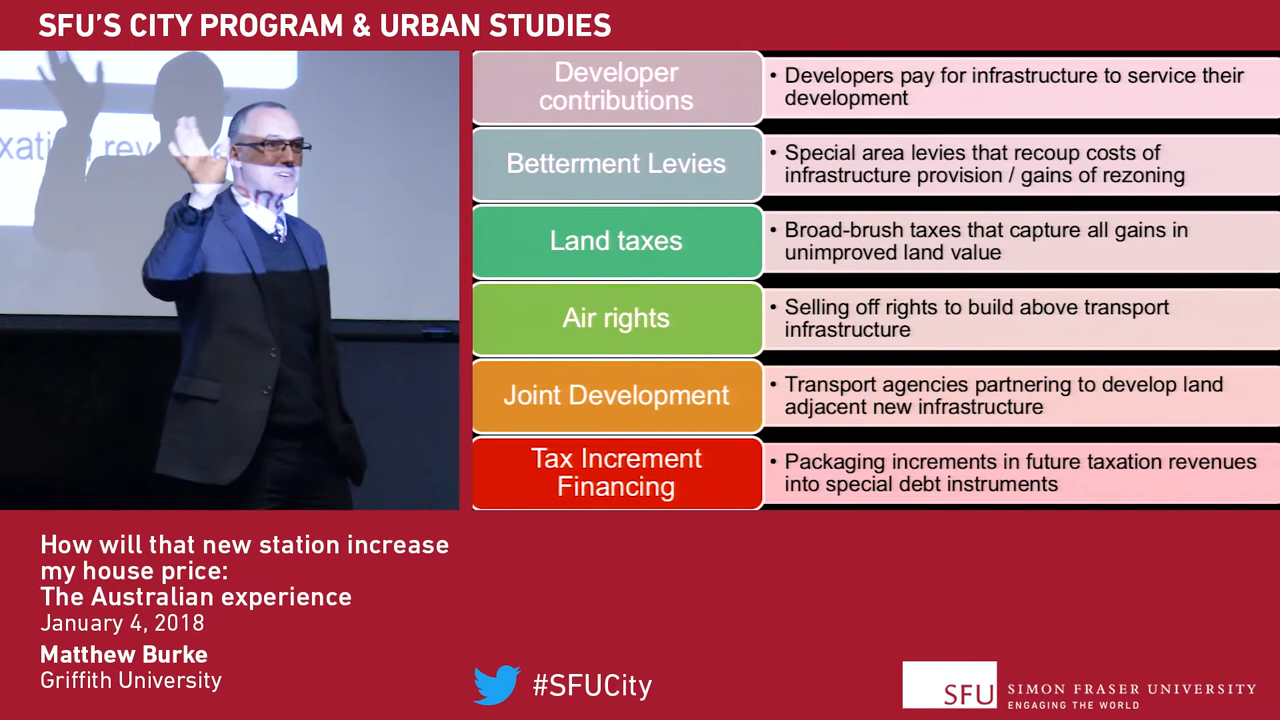 SFU'S CITY PROGRAM & URBAN STUDIES
Developer
contributions
• Developers pay for infrastructure to service their
development
Betterment Levies
• Special area levies that recoup costs of
infrastructure provision / gains of rezoning
Land taxes
• Broad-brush taxes that capture all gains in
unimproved land value
Air rights
• Selling off rights to build above transport
infrastructure
Joint Development
• Transport agencies partnering to develop land
adjacent new infrastructure
Tax Increment
Financing
• Packaging increments in future taxation revenues
into special debt instruments
How will that new station increase
my house price:
The Australian experience
January 4, 2018
Matthew Burke
Griffith University
#SFUCity
SFU
SIMON FRASER UNIVERSITY
ENGAGING THE WORLD